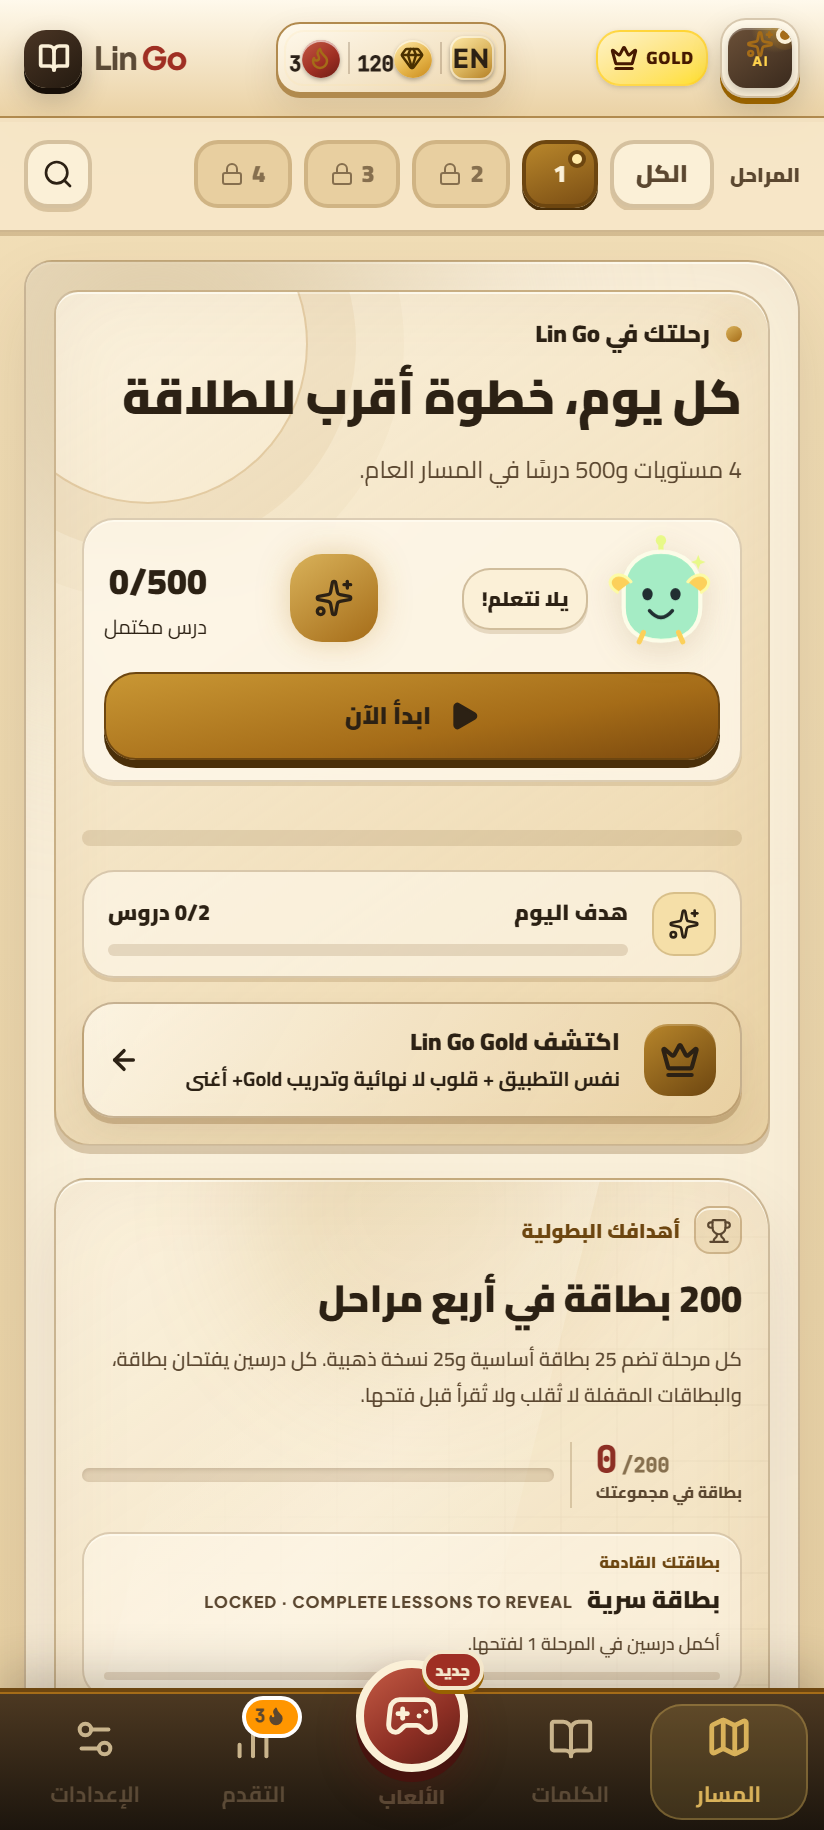 Lin Go
3
120
EN
GOLD
AI
المراحل
الكل
1
2
3
4
رحلتك في Lin Go
كل يوم، خطوة أقرب للطلاقة
4 مستويات و500 درسًا في المسار العام.
يلا نتعلم!
0/500
درس مكتمل
ابدأ الآن
هدف اليوم
0/2 دروس
اكتشف Lin Go Gold
نفس التطبيق + قلوب لا نهائية وتدريب Gold+ أغنى
أهدافك البطولية
200 بطاقة في أربع مراحل
كل مرحلة تضم 25 بطاقة أساسية و25 نسخة ذهبية. كل درسين يفتحان بطاقة،
والبطاقات المقفلة لا تُقلب ولا تُقرأ قبل فتحها.
0/200
بطاقة في مجموعتك
بطاقتك القادمة
بطاقة سرية LOCKED · COMPLETE LESSONS TO REVEAL
أكمل درسين في المرحلة 1 لفتحها.
المسار
الكلمات
جديد
الألعاب
3
التقدم
الإعدادات